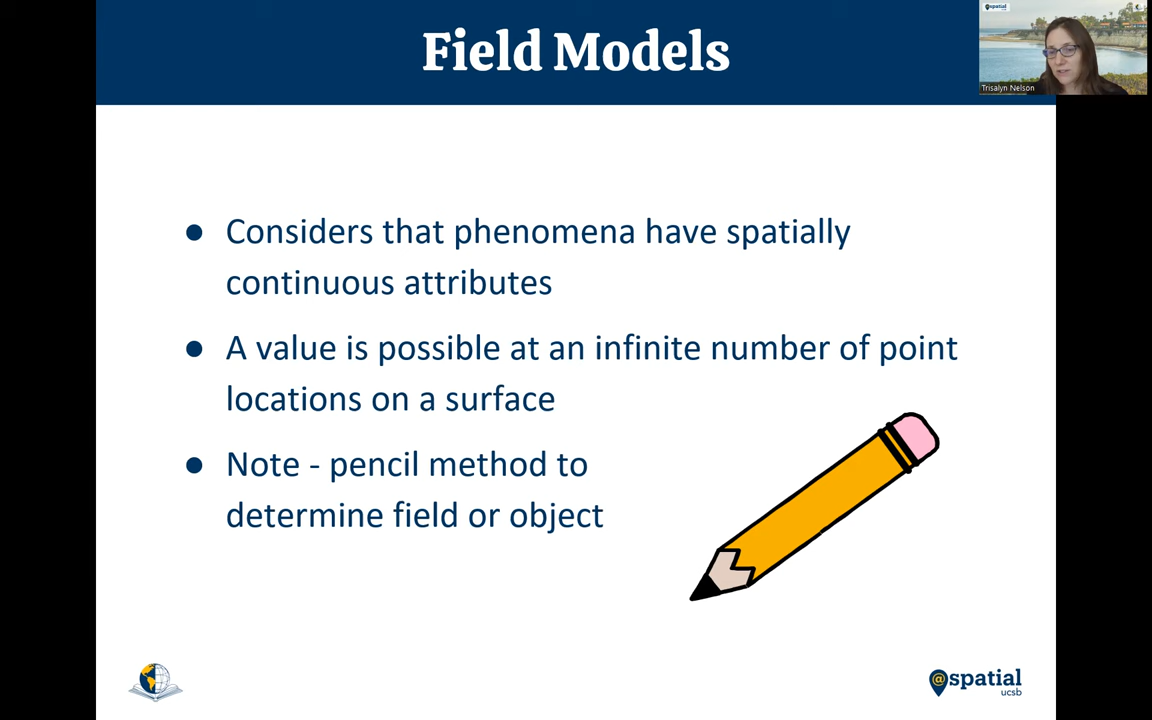 Field Models
spatial
Trisalyn Nelson
● Considers that phenomena have spatially
continuous attributes
● A value is possible at an infinite number of point
locations on a surface
● Note - pencil method to
determine field or object
@spatial
ucsb